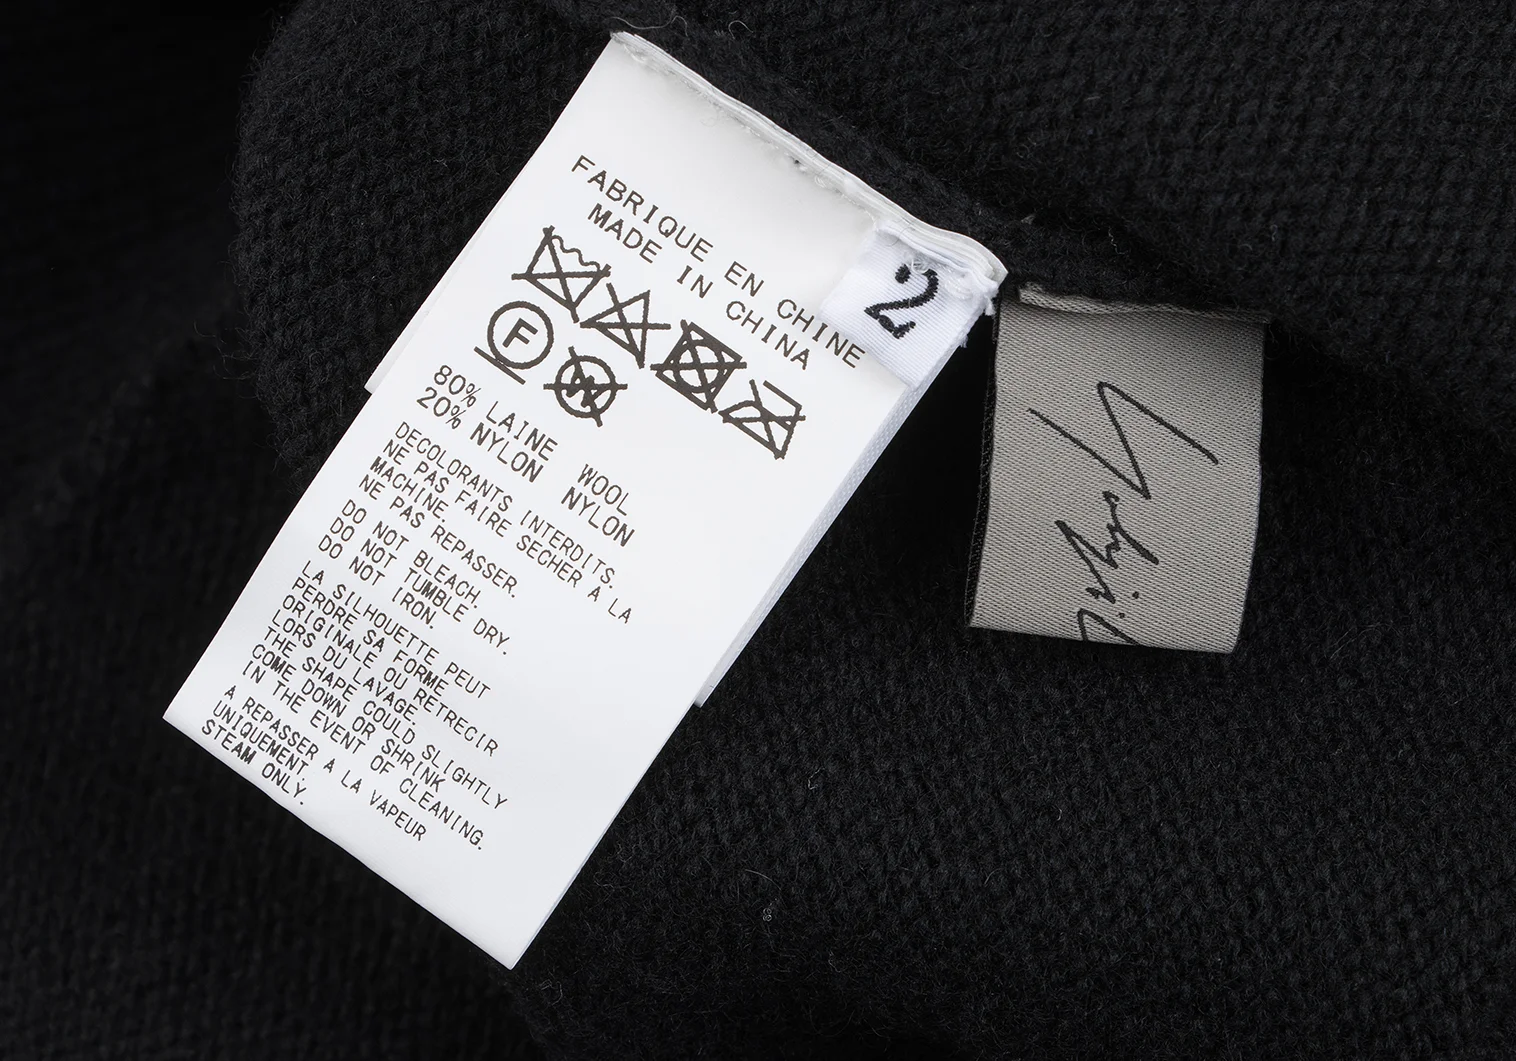 FABRIQUE EN CHINE
MADE IN CHINA
2
F
W
80% LAINE WOOL
20% NYLON NYLON
DECOLORANTS INTERDITS.
NE PAS FAIRE SECHER A LA
MACHINE.
NE PAS REPASSER.
DO NOT BLEACH.
DO NOT TUMBLE DRY.
DO NOT IRON.
LA SILHOUETTE PEUT
PERDRE SA FORME
ORIGINALE OU RETRECIR
LORS DU LAVAGE.
THE SHAPE COULD SLIGHTLY
COME DOWN OR SHRINK
IN THE EVENT OF CLEANING.
A REPASSER A LA VAPEUR
UNIQUEMENT.
STEAM ONLY.